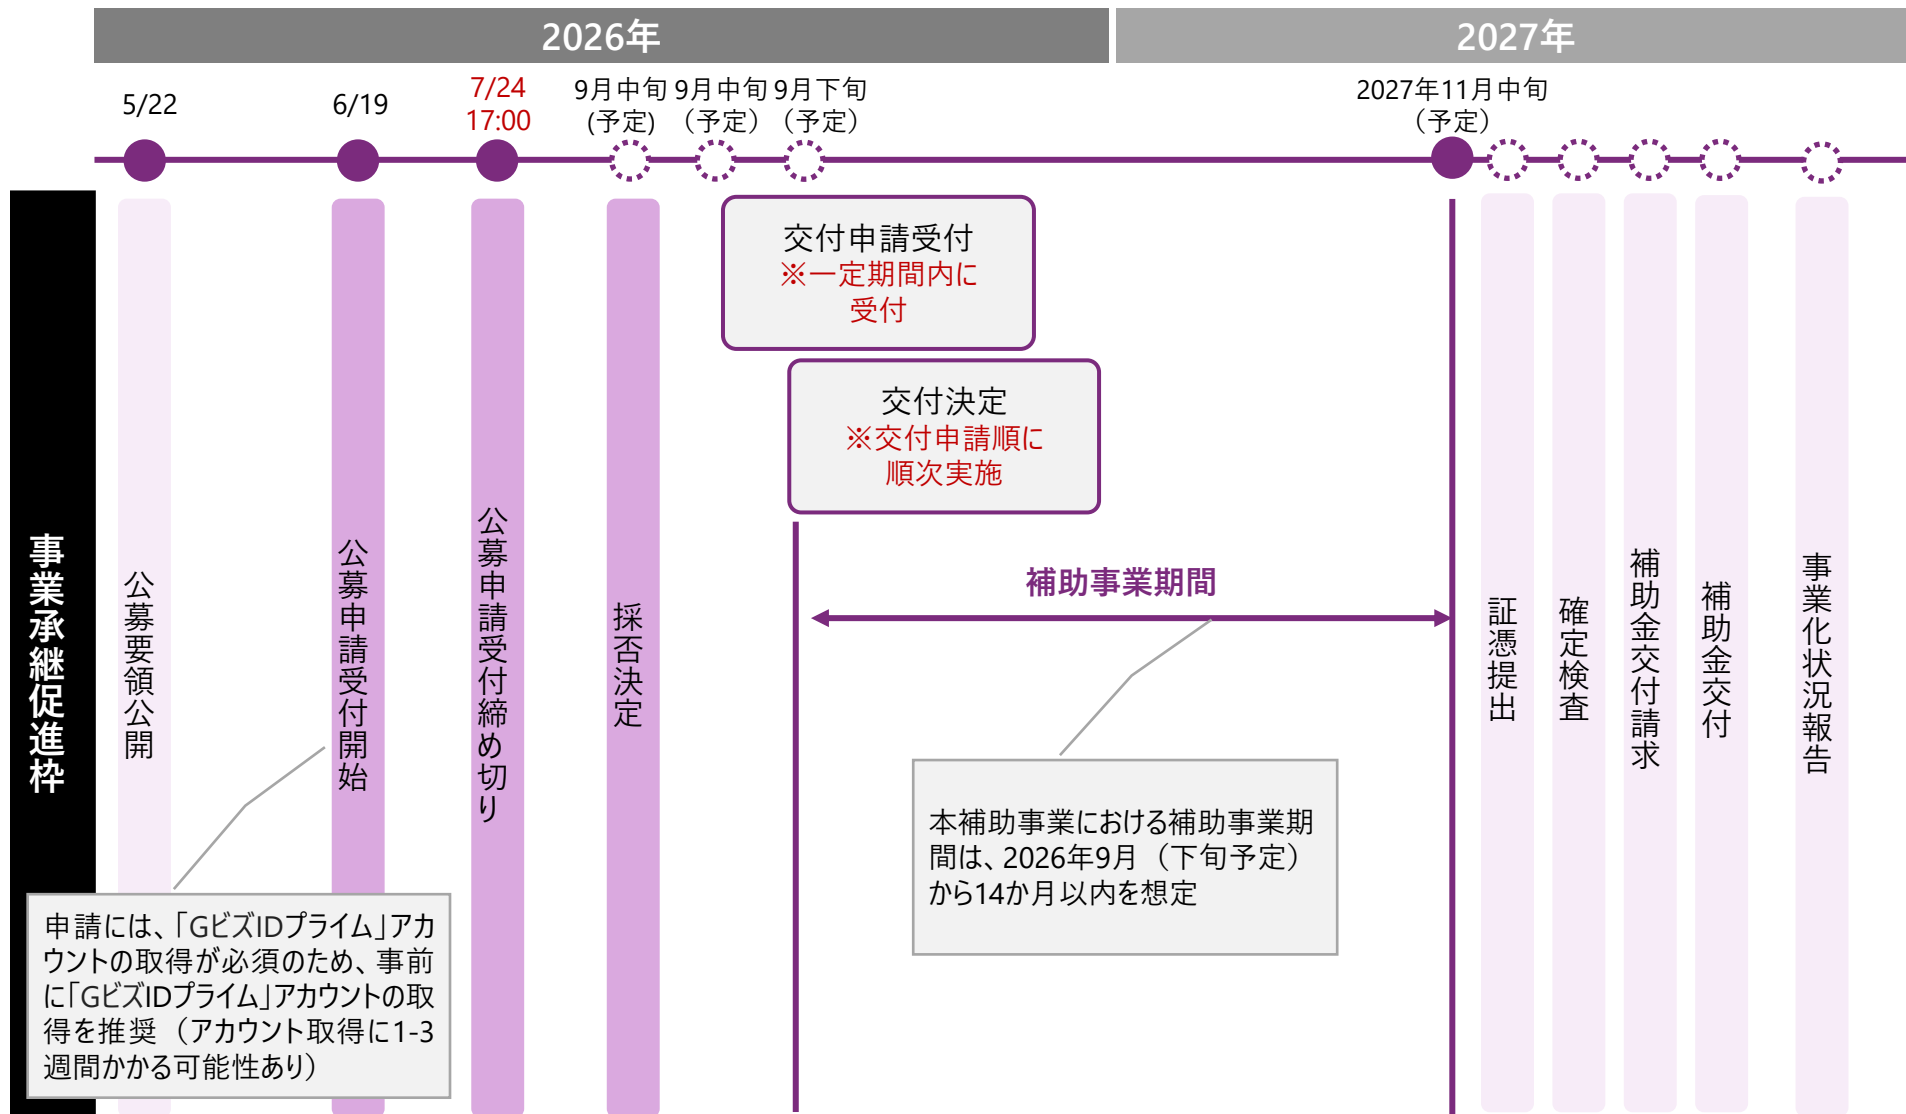 2026年
2027年
5/22
6/19
7/24
17:00
9月中旬
(予定)
9月中旬
（予定）
9月下旬
（予定）
2027年11月中旬
（予定）
事業承継促進枠
公募要領公開
公募申請受付開始
公募申請受付締め切り
採否決定
交付申請受付
※一定期間内に
受付
交付決定
※交付申請順に
順次実施
補助事業期間
証憑提出
確定検査
補助金交付請求
補助金交付
事業化状況報告
本補助事業における補助事業期
間は、2026年9月（下旬予定）
から14か月以内を想定
申請には、「GビズIDプライム」アカ
ウントの取得が必須のため、事前
に「GビズIDプライム」アカウントの取
得を推奨（アカウント取得に1-3
週間かかる可能性あり）